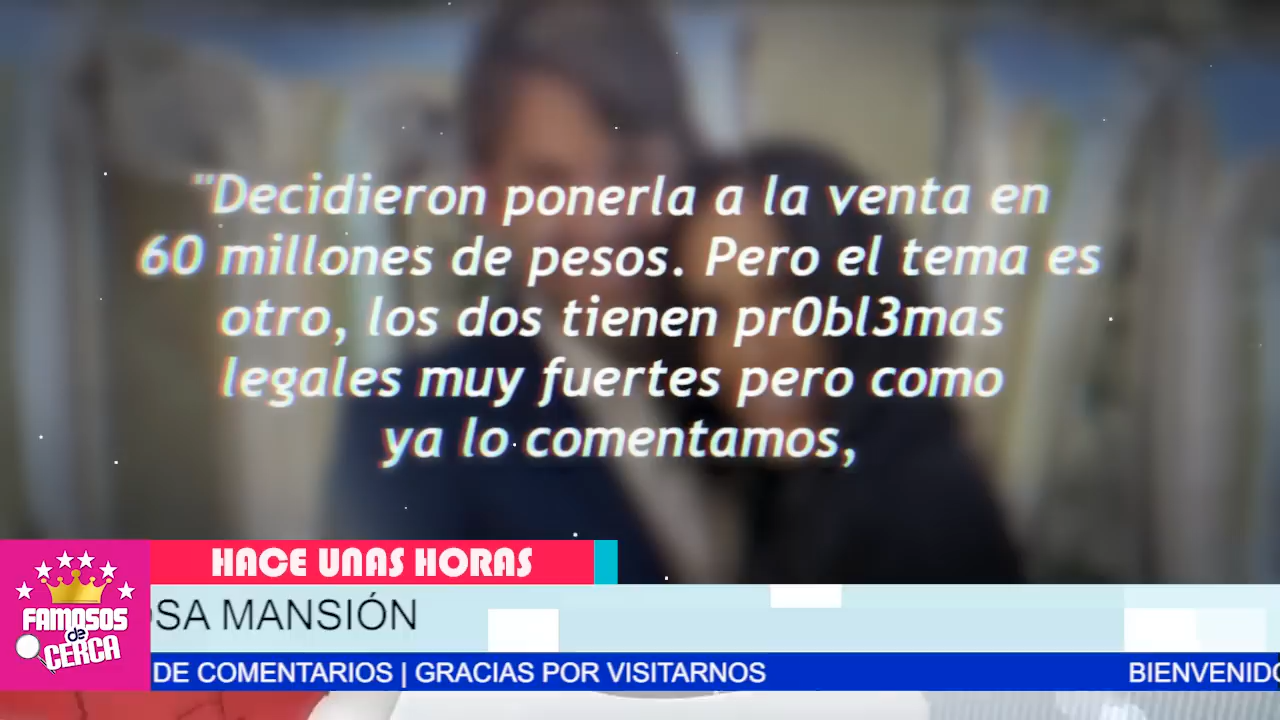 "Decidieron ponerla a la venta en
60 millones de pesos. Pero el tema es
otro, los dos tienen pr0bl3mas
legales muy fuertes pero como
ya lo comentamos,
HACE UNAS HORAS
FAMOSOS
de
CERCA
OSA MANSIÓN
DE COMENTARIOS | GRACIAS POR VISITARNOS
BIENVENIDO